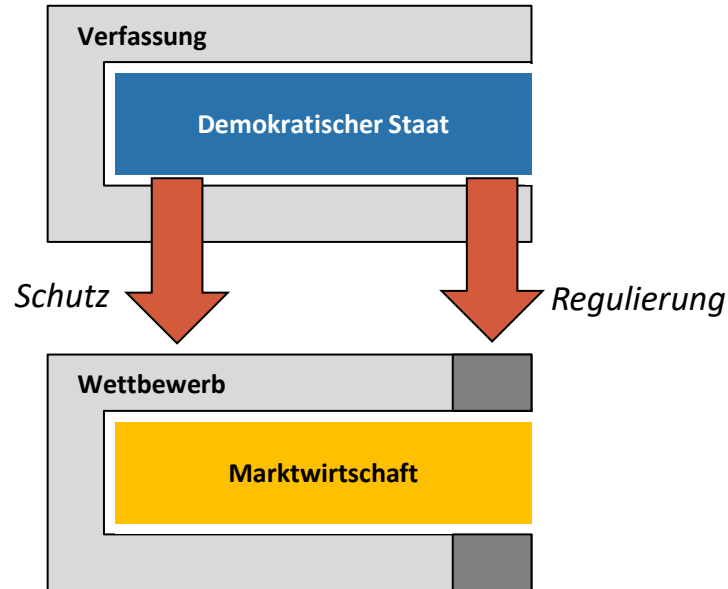 Verfassung
Demokratischer Staat
Schutz
Regulierung
Wettbewerb
Marktwirtschaft